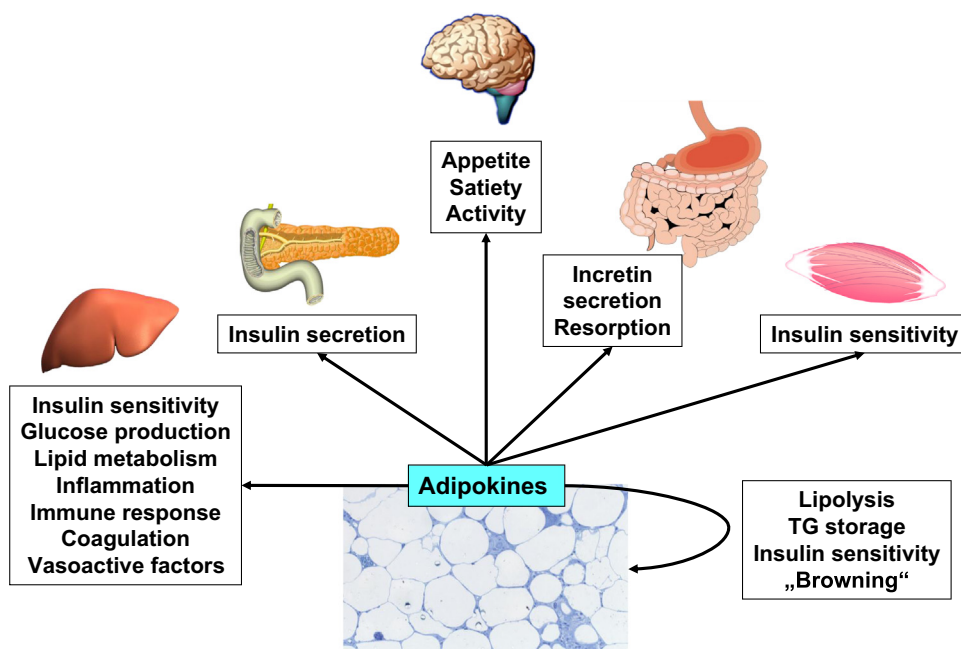 Appetite
Satiety
Activity
Incretin
secretion
Resorption
Insulin secretion
Insulin sensitivity
Insulin sensitivity
Glucose production
Lipid metabolism
Inflammation
Immune response
Coagulation
Vasoactive factors
Adipokines
Lipolysis
TG storage
Insulin sensitivity
„Browning“